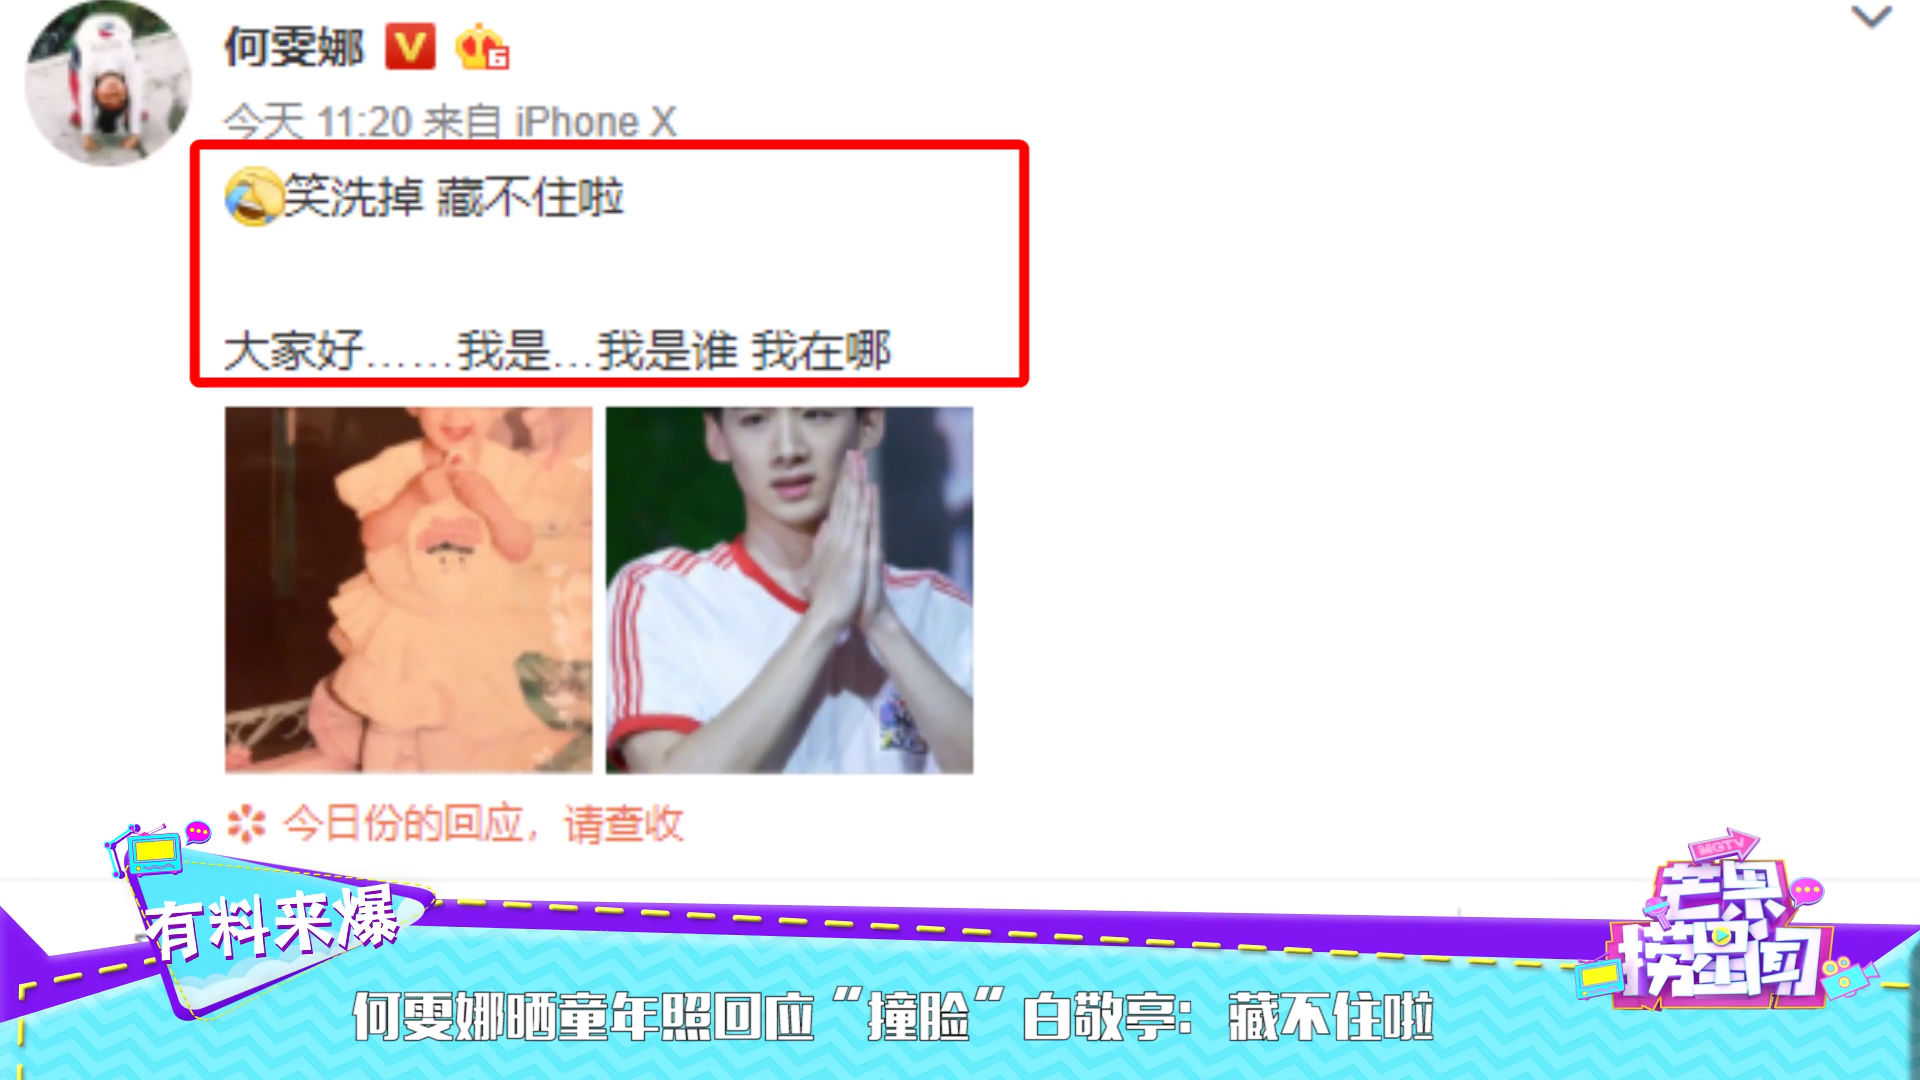 何雯娜 V 6
今天 11:20 来自 iPhone X
笑洗掉 藏不住啦
大家好……我是…我是谁 我在哪
今日份的回应，请查收
有料来爆
MGTV
芒果
捞星闻
何雯娜晒童年照回应“撞脸”白敬亭：藏不住啦